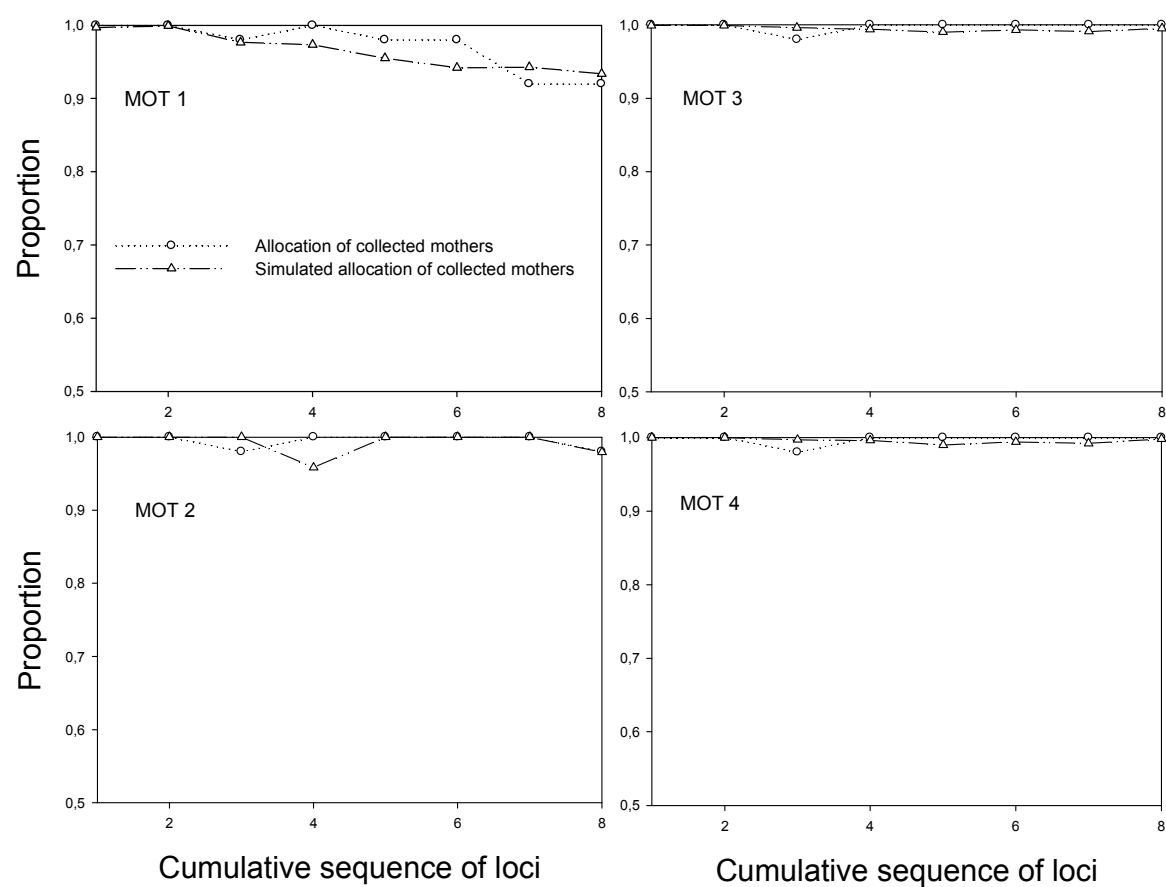 1,0
0,9
0,8
0,7
0,6
0,5
Proportion
MOT 1
Allocation of collected mothers
Simulated allocation of collected mothers
2 4 6 8
1,0
0,9
0,8
0,7
0,6
0,5
MOT 3
2 4 6 8
1,0
0,9
0,8
0,7
0,6
0,5
Proportion
MOT 2
2 4 6 8
Cumulative sequence of loci
1,0
0,9
0,8
0,7
0,6
0,5
MOT 4
2 4 6 8
Cumulative sequence of loci